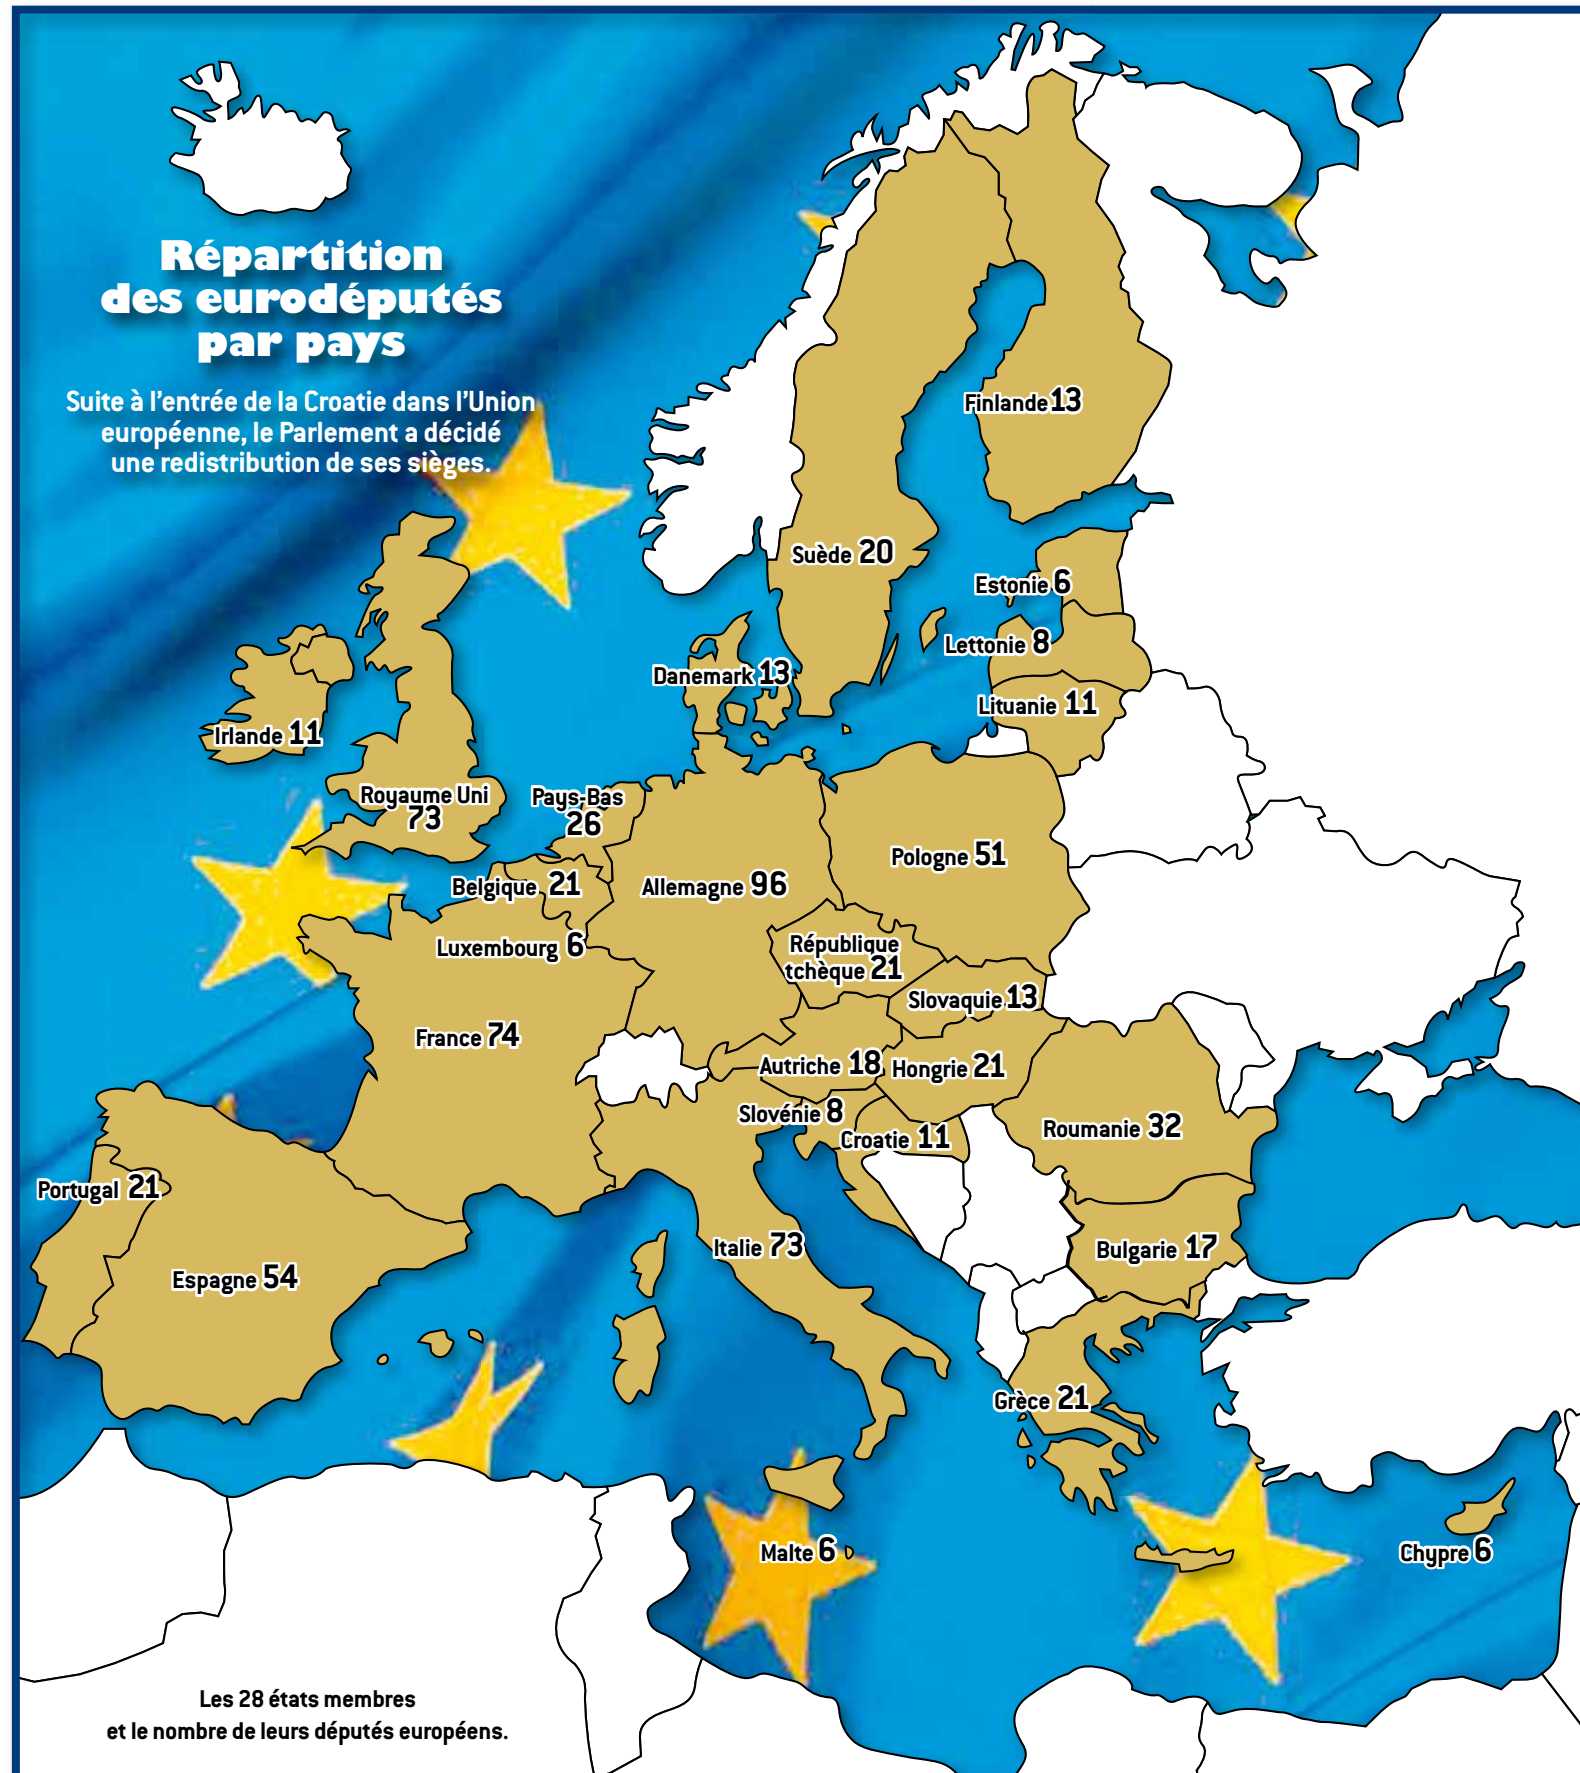 Répartition
des eurodéputés
par pays
Suite à l'entrée de la Croatie dans l'Union
européenne, le Parlement a décidé
une redistribution de ses sièges.
Finlande 13
Suède 20
Estonie 6
Lettonie 8
Danemark 13
Lituanie 11
Irlande 11
Royaume Uni
73
Pays-Bas
26
Pologne 51
Belgique 21
Allemagne 96
Luxembourg 6
République
tchèque 21
Slovaquie 13
France 74
Autriche 18
Hongrie 21
Slovénie 8
Croatie 11
Roumanie 32
Portugal 21
Italie 73
Bulgarie 17
Espagne 54
Grèce 21
Malte 6
Chypre 6
Les 28 états membres
et le nombre de leurs députés européens.